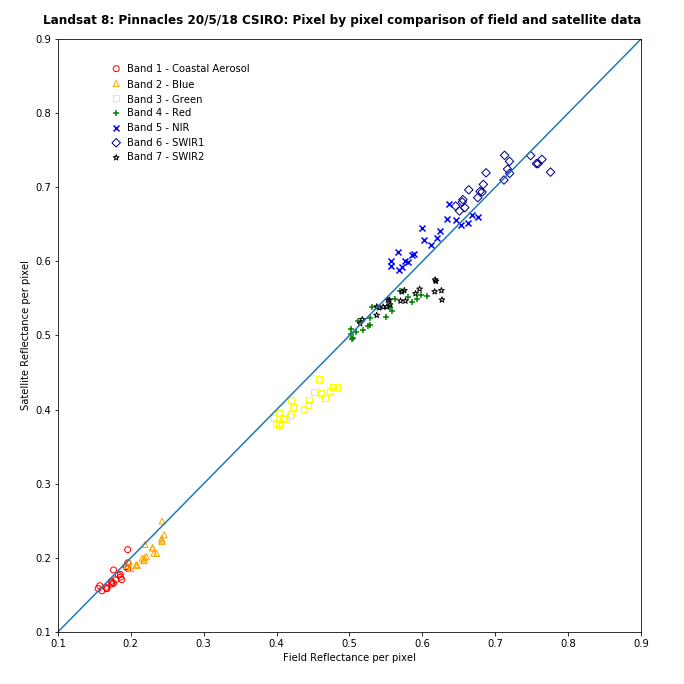 Landsat 8: Pinnacles 20/5/18 CSIRO: Pixel by pixel comparison of field and satellite data
0.9
0.8
0.7
0.6
0.5
0.4
0.3
0.2
0.1
Satellite Reflectance per pixel
Band 1 - Coastal Aerosol
Band 2 - Blue
Band 3 - Green
Band 4 - Red
Band 5 - NIR
Band 6 - SWIR1
Band 7 - SWIR2
0.1 0.2 0.3 0.4 0.5 0.6 0.7 0.8 0.9
Field Reflectance per pixel